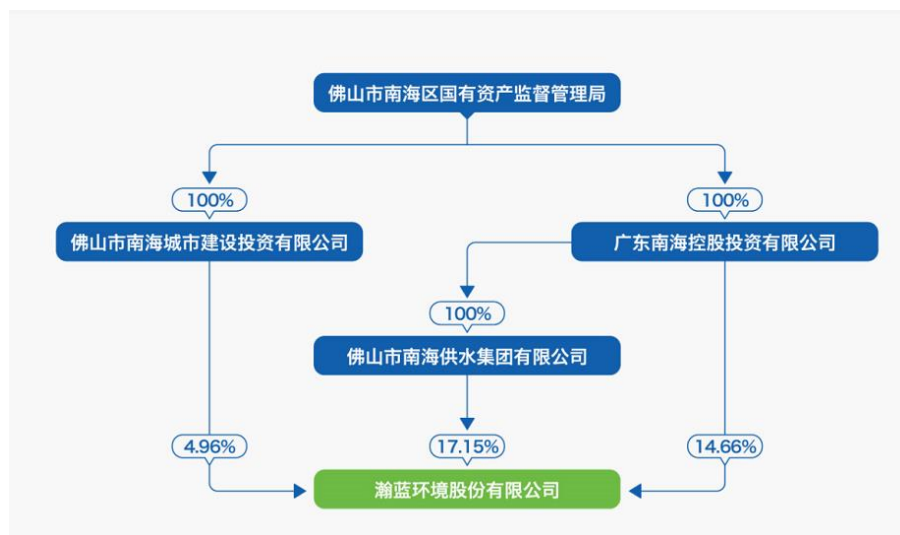 佛山市南海区国有资产监督管理局
100%
100%
佛山市南海城市建设投资有限公司
广东南海控股投资有限公司
100%
佛山市南海供水集团有限公司
4.96%
17.15%
14.66%
瀚蓝环境股份有限公司